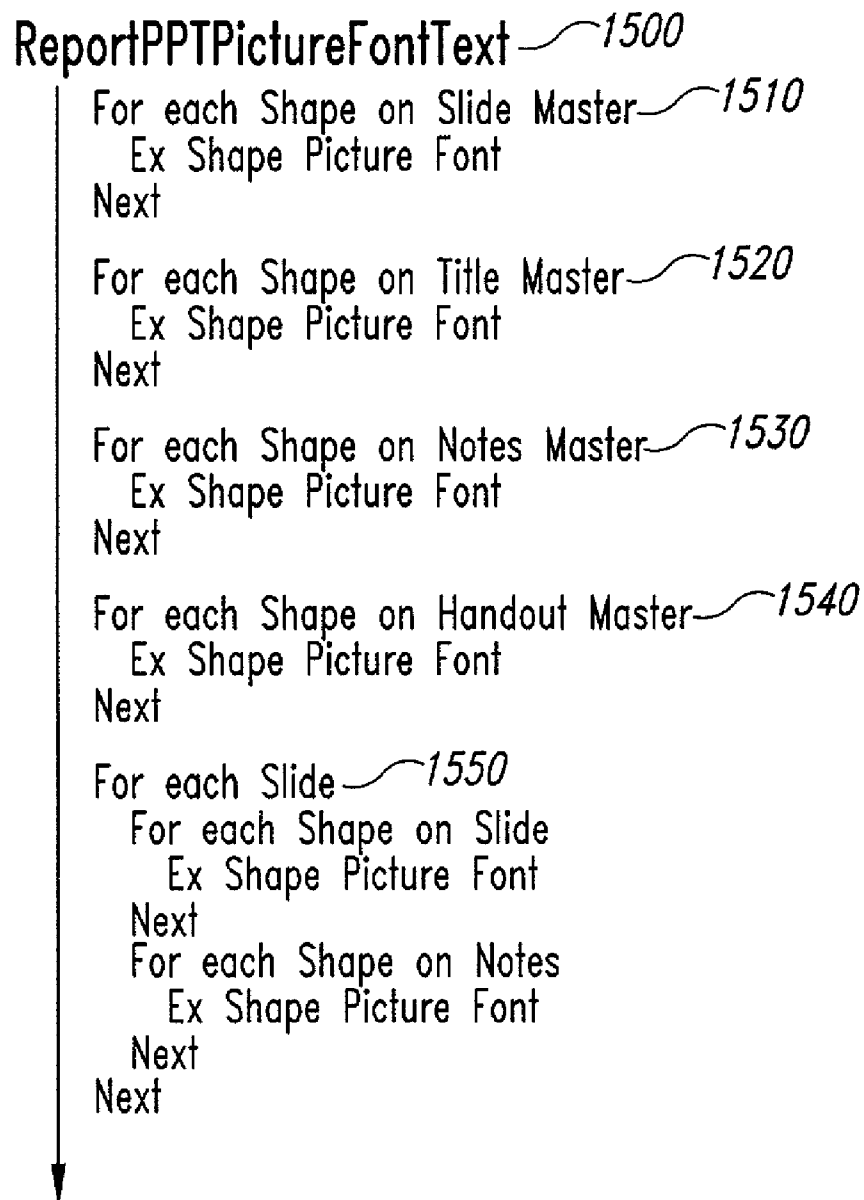 ReportPPTPictureFontText 1500
For each Shape on Slide Master 1510
Ex Shape Picture Font
Next
For each Shape on Title Master 1520
Ex Shape Picture Font
Next
For each Shape on Notes Master 1530
Ex Shape Picture Font
Next
For each Shape on Handout Master 1540
Ex Shape Picture Font
Next
For each Slide 1550
For each Shape on Slide
Ex Shape Picture Font
Next
For each Shape on Notes
Ex Shape Picture Font
Next
Next